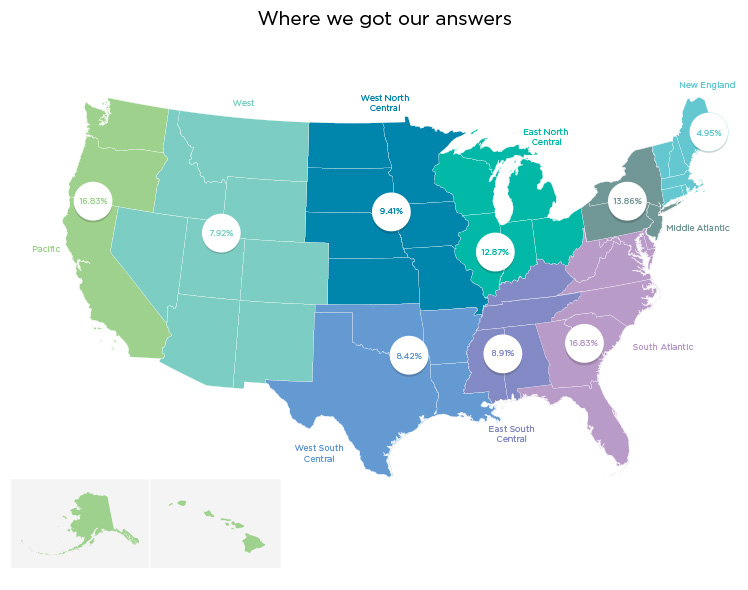 Where we got our answers
New England
West
West North
Central
East North
Central
4.95%
16.83%
13.86%
9.41%
7.92%
Middle Atlantic
Pacific
12.87%
16.83%
South Atlantic
8.42%
8.91%
East South
Central
West South
Central